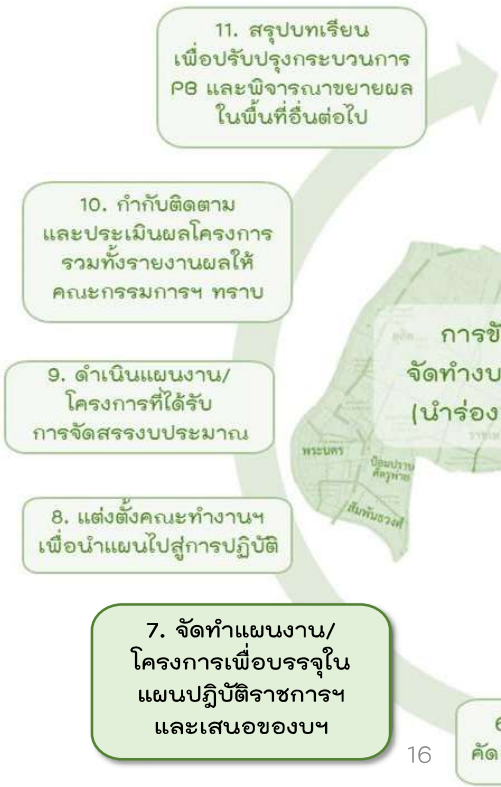 11. สรุปบทเรียน
เพื่อปรับปรุงกระบวนการ
PB และพิจารณาขยายผล
ในพื้นที่อื่นต่อไป
10. กำกับติดตาม
และประเมินผลโครงการ
รวมทั้งรายงานผลให้
คณะกรรมการฯ ทราบ
9. ดำเนินแผนงาน/
โครงการที่ได้รับ
การจัดสรรงบประมาณ
8. แต่งตั้งคณะทำงานฯ
เพื่อนำแผนไปสู่การปฏิบัติ
7. จัดทำแผนงาน/
โครงการเพื่อบรรจุใน
แผนปฎิบัติราชการฯ
และเสนอของบฯ
ดุสิต
การขั
จัดทำงบ
(นำร่อง
พระนคร
ป้อมปราบ
ศัตรูพ่าย
สัมพันธวงศ์
16
6
คัด